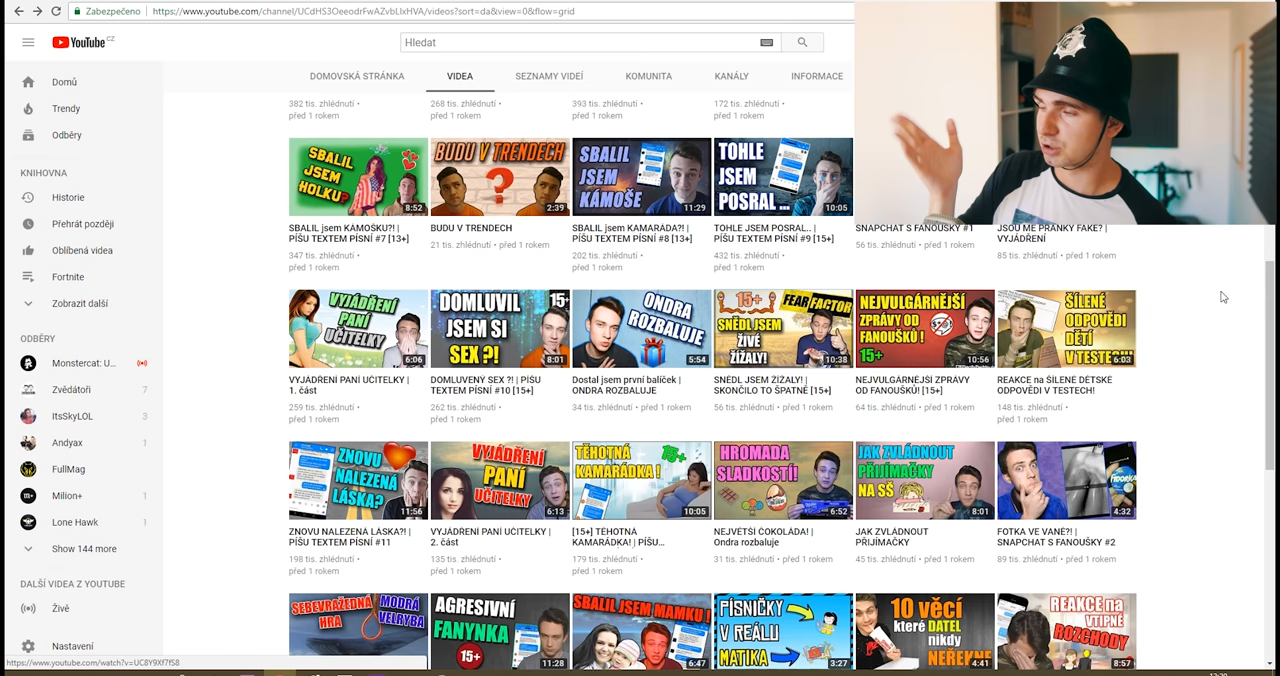 Zabezpečeno
https://www.youtube.com/channel/UCdHS3OeeodrFwAZvbLIxHVA/videos?sort=da&view=0&flow=grid
YouTube CZ
Hledat
DOMOVSKÁ STRÁNKA
VIDEA
SEZNAMY VIDEÍ
KOMUNITA
KANÁLY
INFORMACE
Domů
Trendy
Odběry
KNIHOVNA
Historie
Přehrát později
Oblíbená videa
Fortnite
Zobrazit další
ODBĚRY
Monstercat: U...
Zvědátoři 7
ItsSkyLOL 3
Andyax 1
FullMag
Milion+ 1
Lone Hawk 1
Show 144 more
DALŠÍ VIDEA Z YOUTUBE
Živě
Nastavení
https://www.youtube.com/watch?v=UC8Y9Xf7fS8
382 tis. zhlédnutí •
před 1 rokem
268 tis. zhlédnutí •
před 1 rokem
393 tis. zhlédnutí •
před 1 rokem
172 tis. zhlédnutí •
před 1 rokem
SBALIL
JSEM
HOLKU?
8:52
SBALIL jsem KÁMOŠKU?! |
PÍŠU TEXTEM PÍSNÍ #7 [13+]
347 tis. zhlédnutí •
před 1 rokem
BUDU V TRENDECH
?
2:39
BUDU V TRENDECH
21 tis. zhlédnutí • před 1 rokem
SBALIL
JSEM
KÁMOŠE
11:29
SBALIL jsem KAMARÁDA?! |
PÍŠU TEXTEM PÍSNÍ #8 [13+]
202 tis. zhlédnutí •
před 1 rokem
TOHLE
JSEM
POSRAL...
10:05
TOHLE JSEM POSRAL.. |
PÍŠU TEXTEM PÍSNÍ #9 [15+]
432 tis. zhlédnutí •
před 1 rokem
SNAPCHAT S FANOUŠKY #1
56 tis. zhlédnutí • před 1 rokem
JSOU MÉ PRANKY FAKE? |
VYJÁDŘENÍ
85 tis. zhlédnutí • před 1 rokem
VYJÁDŘENÍ
PANÍ
UČITELKY
6:06
VYJÁDŘENÍ PANÍ UČITELKY |
1. část
259 tis. zhlédnutí •
před 1 rokem
DOMLUVIL
JSEM SI
SEX ?!
15+
8:01
DOMLUVENÝ SEX ?! | PÍŠU
TEXTEM PÍSNÍ #10 [15+]
262 tis. zhlédnutí •
před 1 rokem
ONDRA
ROZBALUJE
5:54
Dostal jsem první balíček |
ONDRA ROZBALUJE
34 tis. zhlédnutí • před 1 rokem
15+
FEAR FACTOR
SNĚDL JSEM
ŽIVÉ
ŽÍŽALY!
10:38
SNĚDL JSEM ŽÍŽALY! |
SKONČILO TO ŠPATNĚ [15+]
56 tis. zhlédnutí • před 1 rokem
NEJVULGÁRNĚJŠÍ
ZPRÁVY OD
FANOUŠKŮ !
15+
10:56
NEJVULGÁRNĚJŠÍ ZPRÁVY
OD FANOUŠKŮ! [15+]
64 tis. zhlédnutí • před 1 rokem
ŠÍLENÉ
ODPOVĚDI
DĚTÍ
V TESTECH!
6:03
REAKCE na ŠÍLENÉ DĚTSKÉ
ODPOVĚDI V TESTECH!
148 tis. zhlédnutí •
před 1 rokem
ZNOVU
NALEZENÁ
LÁSKA?
11:56
ZNOVU NALEZENÁ LÁSKA?! |
PÍŠU TEXTEM PÍSNÍ #11
198 tis. zhlédnutí •
před 1 rokem
VYJÁDŘENÍ
PANÍ
UČITELKY
6:13
VYJÁDŘENÍ PANÍ UČITELKY |
2. část
135 tis. zhlédnutí •
před 1 rokem
TĚHOTNÁ
KAMARÁDKA !
15+
10:05
[15+] TĚHOTNÁ
KAMARÁDKA! | PÍŠU...
179 tis. zhlédnutí •
před 1 rokem
HROMADA
SLADKOSTÍ!
6:52
NEJVĚTŠÍ ČOKOLÁDA! |
Ondra rozbaluje
31 tis. zhlédnutí • před 1 rokem
JAK ZVLÁDNOUT
PŘIJÍMAČKY
NA SŠ
8:01
JAK ZVLÁDNOUT
PŘIJÍMAČKY
45 tis. zhlédnutí • před 1 rokem
4:32
FOTKA VE VANĚ?! |
SNAPCHAT S FANOUŠKY #2
89 tis. zhlédnutí • před 1 rokem
SEBEVRAŽEDNÁ
HRA
MODRÁ
VELRYBA
AGRESIVNÍ
FANYNKA
15+
11:28
SBALIL JSEM MAMKU !
6:47
PÍSNIČKY
V REÁLU
MATIKA
3:27
10 VĚCÍ
které DATEL
nikdy
NEŘEKNE
4:41
REAKCE na
VTIPNÉ
ROZCHODY
8:57